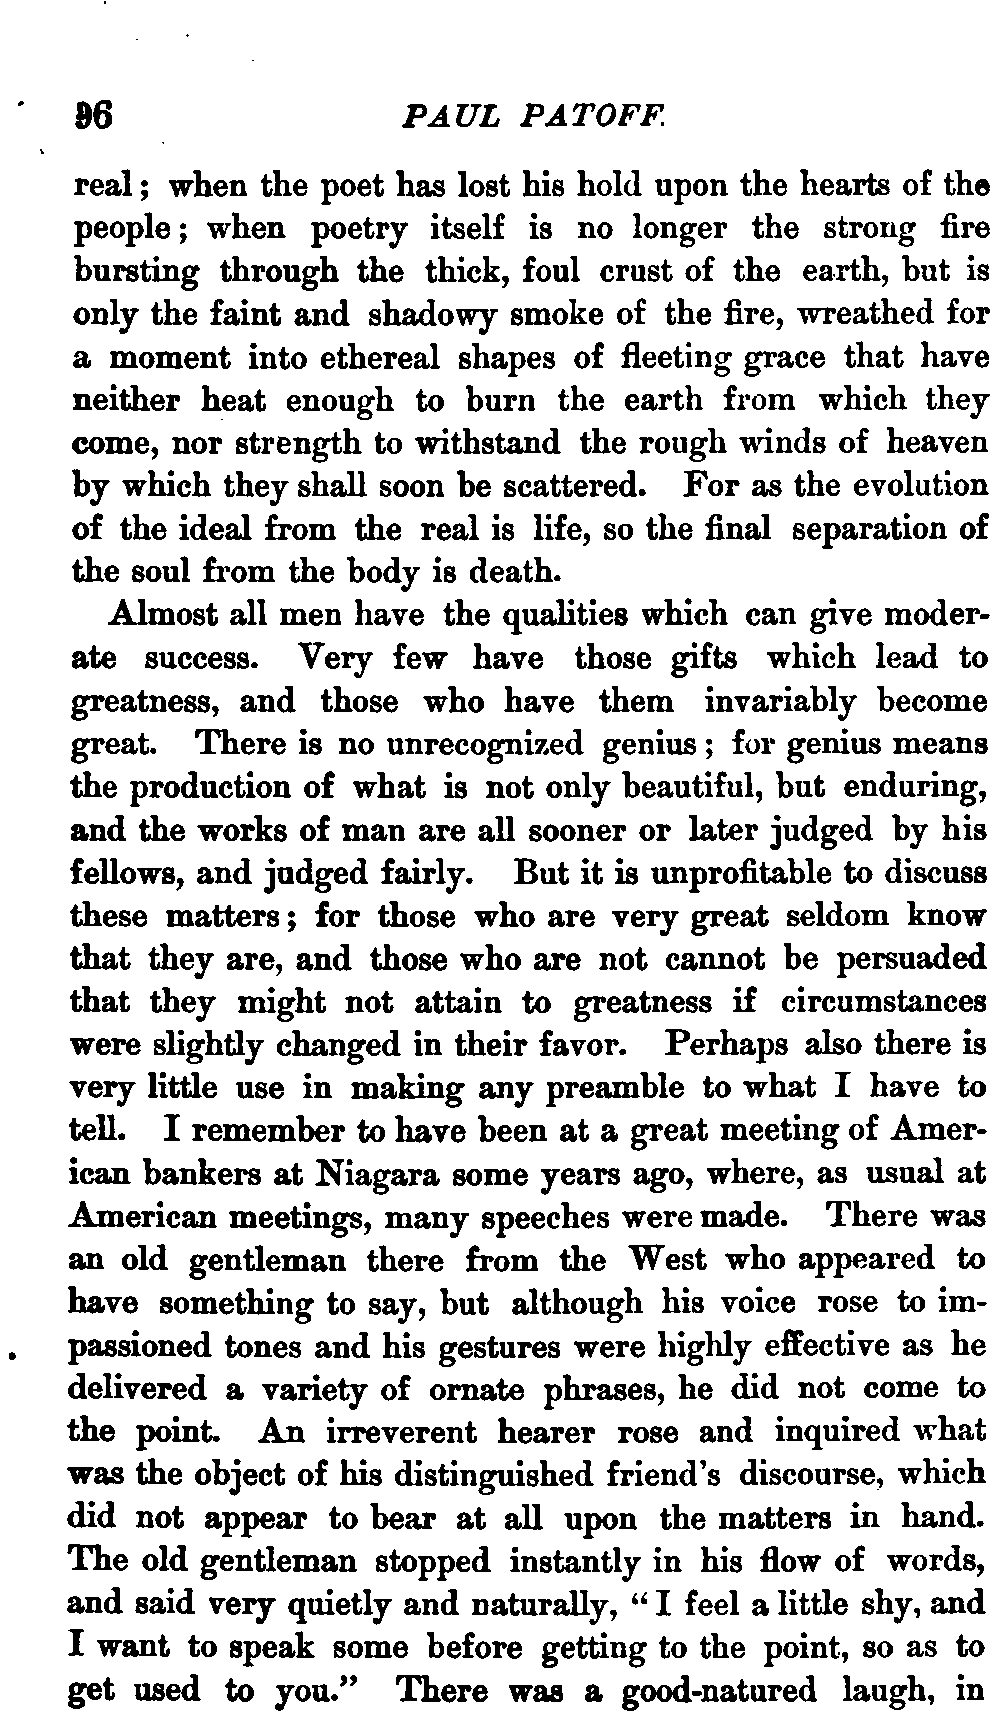 96 PAUL PATOFF.
real; when the poet has lost his hold upon the hearts of the
people; when poetry itself is no longer the strong fire
bursting through the thick, foul crust of the earth, but is
only the faint and shadowy smoke of the fire, wreathed for
a moment into ethereal shapes of fleeting grace that have
neither heat enough to burn the earth from which they
come, nor strength to withstand the rough winds of heaven
by which they shall soon be scattered. For as the evolution
of the ideal from the real is life, so the final separation of
the soul from the body is death.
Almost all men have the qualities which can give moder-
ate success. Very few have those gifts which lead to
greatness, and those who have them invariably become
great. There is no unrecognized genius; for genius means
the production of what is not only beautiful, but enduring,
and the works of man are all sooner or later judged by his
fellows, and judged fairly. But it is unprofitable to discuss
these matters; for those who are very great seldom know
that they are, and those who are not cannot be persuaded
that they might not attain to greatness if circumstances
were slightly changed in their favor. Perhaps also there is
very little use in making any preamble to what I have to
tell. I remember to have been at a great meeting of Amer-
ican bankers at Niagara some years ago, where, as usual at
American meetings, many speeches were made. There was
an old gentleman there from the West who appeared to
have something to say, but although his voice rose to im-
passioned tones and his gestures were highly effective as he
delivered a variety of ornate phrases, he did not come to
the point. An irreverent hearer rose and inquired what
was the object of his distinguished friend's discourse, which
did not appear to bear at all upon the matters in hand.
The old gentleman stopped instantly in his flow of words,
and said very quietly and naturally, "I feel a little shy, and
I want to speak some before getting to the point, so as to
get used to you." There was a good-natured laugh, in